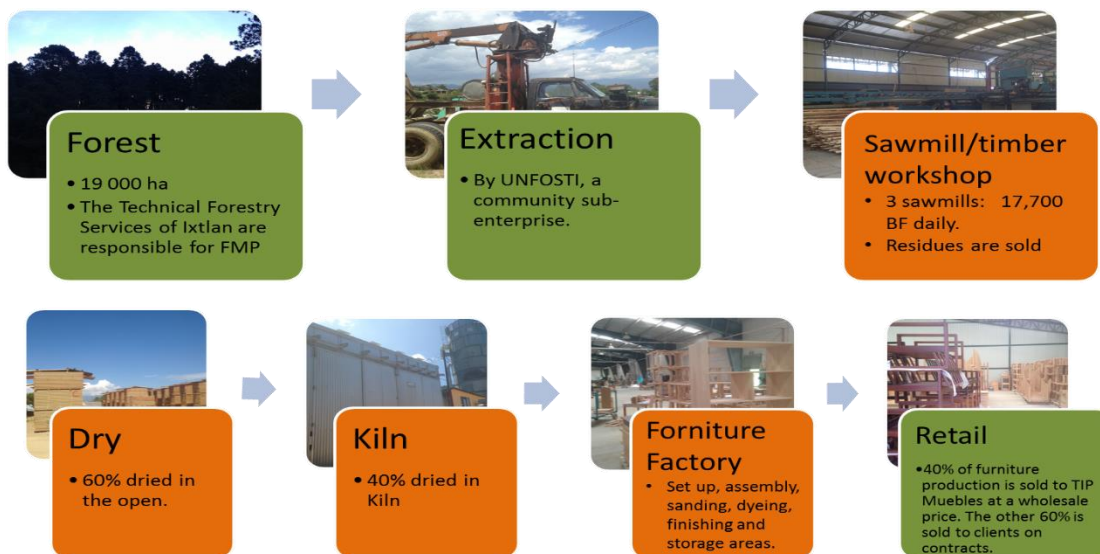 Forest
• 19 000 ha
• The Technical Forestry
Services of Ixtlan are
responsible for FMP
Extraction
• By UNFOSTI, a
community sub-
enterprise.
Sawmill/timber
workshop
• 3 sawmills: 17,700
BF daily.
• Residues are sold
Dry
• 60% dried in
the open.
Kiln
• 40% dried in
Kiln
Forniture
Factory
• Set up, assembly,
sanding, dyeing,
finishing and
storage areas.
Retail
•40% of furniture
production is sold to TIP
Muebles at a wholesale
price. The other 60% is
sold to clients on
contracts.